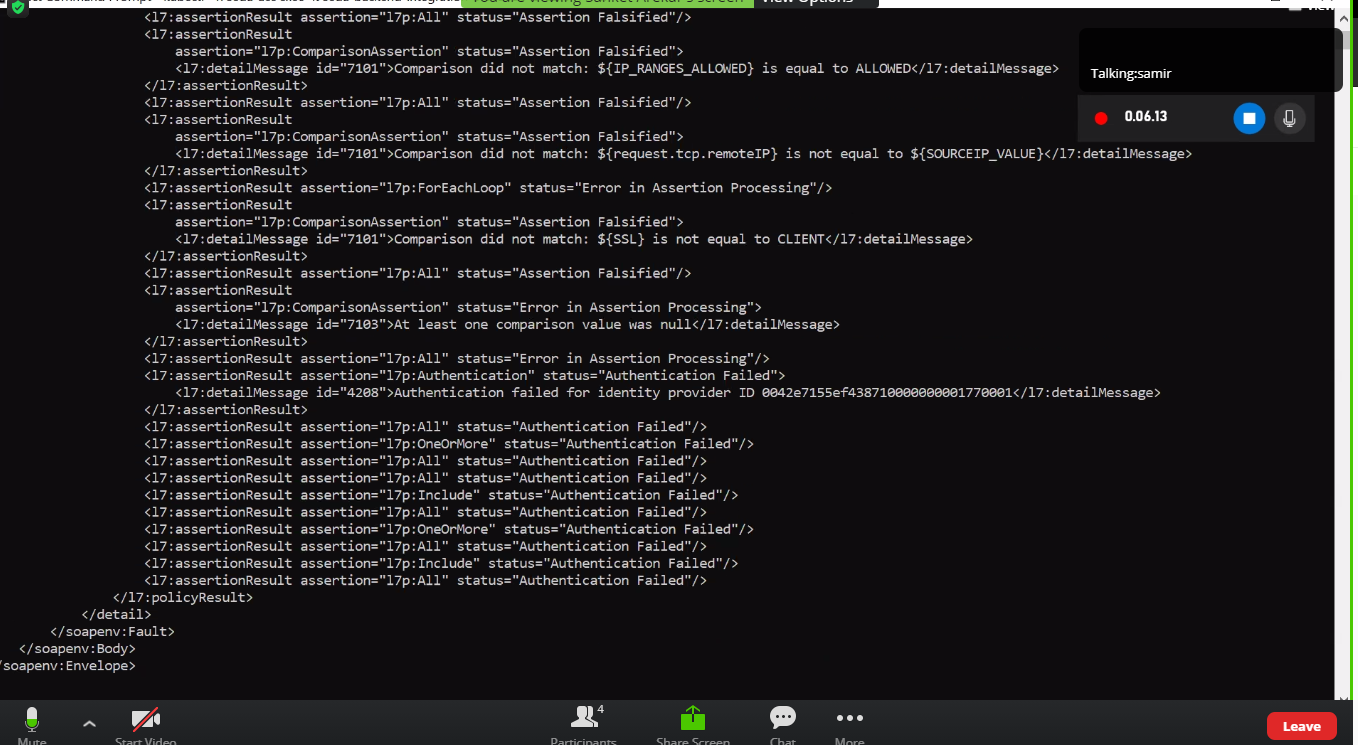 You are viewing Sanket Arekar's screen View Options
View
<l7:assertionResult assertion="l7p:All" status="Assertion Falsified"/>
<l7:assertionResult
assertion="l7p:ComparisonAssertion" status="Assertion Falsified">
<l7:detailMessage id="7101">Comparison did not match: ${IP_RANGES_ALLOWED} is equal to ALLOWED</l7:detailMessage>
</l7:assertionResult>
<l7:assertionResult assertion="l7p:All" status="Assertion Falsified"/>
<l7:assertionResult
assertion="l7p:ComparisonAssertion" status="Assertion Falsified">
<l7:detailMessage id="7101">Comparison did not match: ${request.tcp.remoteIP} is not equal to ${SOURCEIP_VALUE}</l7:detailMessage>
</l7:assertionResult>
<l7:assertionResult assertion="l7p:ForEachLoop" status="Error in Assertion Processing"/>
<l7:assertionResult
assertion="l7p:ComparisonAssertion" status="Assertion Falsified">
<l7:detailMessage id="7101">Comparison did not match: ${SSL} is not equal to CLIENT</l7:detailMessage>
</l7:assertionResult>
<l7:assertionResult assertion="l7p:All" status="Assertion Falsified"/>
<l7:assertionResult
assertion="l7p:ComparisonAssertion" status="Error in Assertion Processing">
<l7:detailMessage id="7103">At least one comparison value was null</l7:detailMessage>
</l7:assertionResult>
<l7:assertionResult assertion="l7p:All" status="Error in Assertion Processing"/>
<l7:assertionResult assertion="l7p:Authentication" status="Authentication Failed">
<l7:detailMessage id="4208">Authentication failed for identity provider ID 0042e7155ef438710000000001770001</l7:detailMessage>
</l7:assertionResult>
<l7:assertionResult assertion="l7p:All" status="Authentication Failed"/>
<l7:assertionResult assertion="l7p:OneOrMore" status="Authentication Failed"/>
<l7:assertionResult assertion="l7p:All" status="Authentication Failed"/>
<l7:assertionResult assertion="l7p:All" status="Authentication Failed"/>
<l7:assertionResult assertion="l7p:Include" status="Authentication Failed"/>
<l7:assertionResult assertion="l7p:All" status="Authentication Failed"/>
<l7:assertionResult assertion="l7p:OneOrMore" status="Authentication Failed"/>
<l7:assertionResult assertion="l7p:All" status="Authentication Failed"/>
<l7:assertionResult assertion="l7p:Include" status="Authentication Failed"/>
<l7:assertionResult assertion="l7p:All" status="Authentication Failed"/>
</l7:policyResult>
</detail>
</soapenv:Fault>
</soapenv:Body>
/soapenv:Envelope>
Talking:samir
0.06.13
4
Mute
Start Video
Participants
Share Screen
Chat
More
Leave